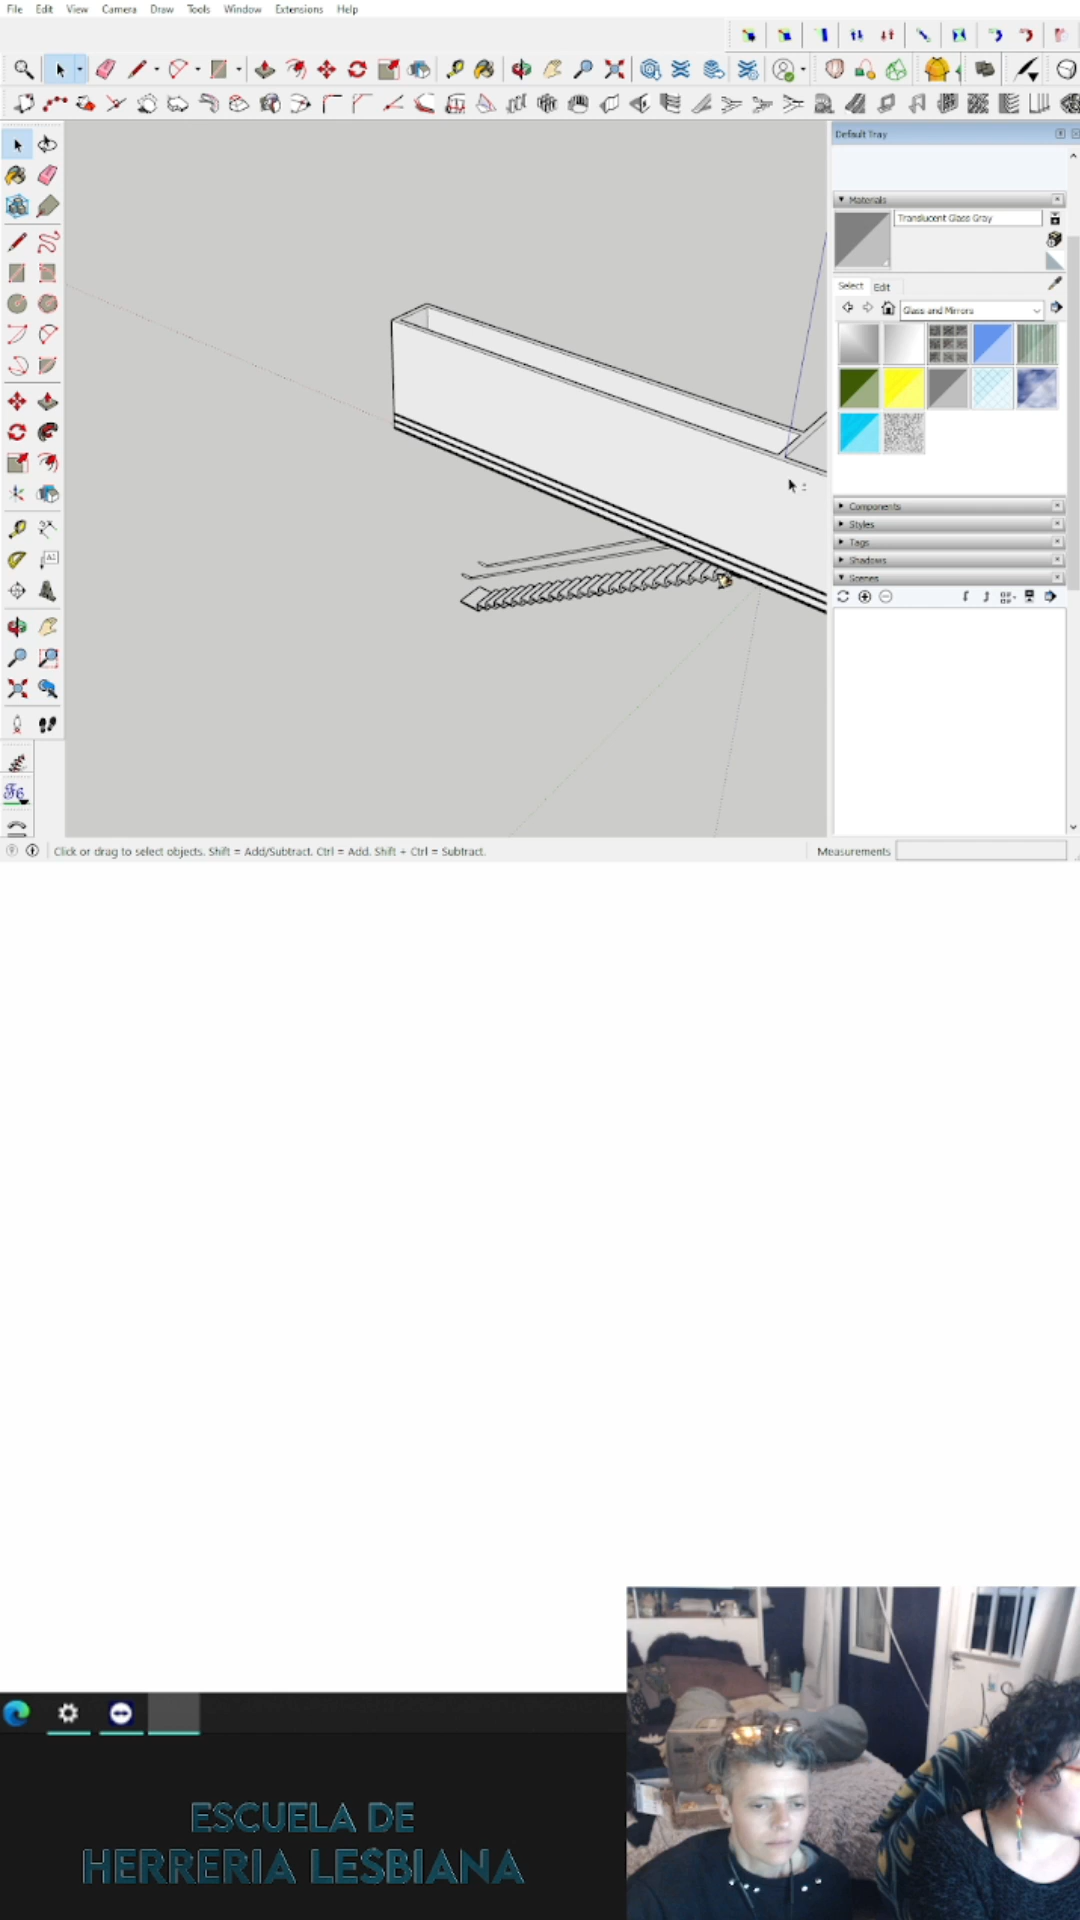 File Edit View Camera Draw Tools Window Extensions Help
Default Tray
Materials
Translucent Glass Gray
Select Edit
Glass and Mirrors
Components
Styles
Tags
Shadows
Scenes
A1
Click or drag to select objects. Shift = Add/Subtract. Ctrl = Add. Shift + Ctrl = Subtract.
Measurements
ESCUELA DE
HERRERIA LESBIANA